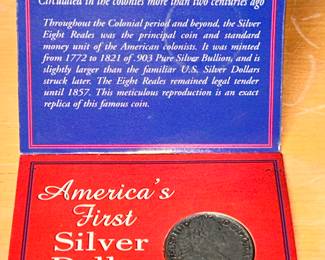 Circulated in the colonies more than two centuries ago
Throughout the Colonial period and beyond, the Silver
Eight Reales was the principal coin and standard
money unit of the American colonists. It was minted
from 1772 to 1821 of .903 Pure Silver Bullion, and is
slightly larger than the familiar U.S. Silver Dollars
struck later. The Eight Reales remained legal tender
until 1857. This meticulous reproduction is an exact
replica of this famous coin.
America's
First
Silver
Dollar